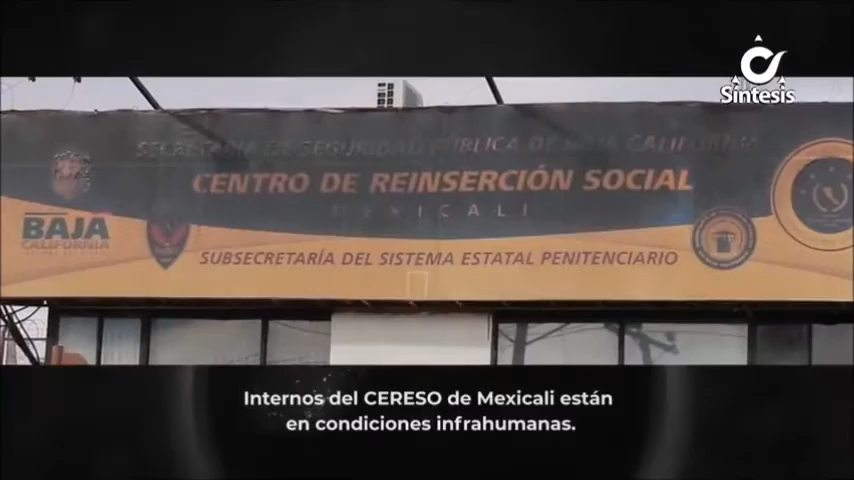 Síntesis
SECRETARÍA DE SEGURIDAD PÚBLICA DE BAJA CALIFORNIA
CENTRO DE REINSERCIÓN SOCIAL
MEXICALI
BAJA
CALIFORNIA
SUBSECRETARÍA DEL SISTEMA ESTATAL PENITENCIARIO
Internos del CERESO de Mexicali están
en condiciones infrahumanas.